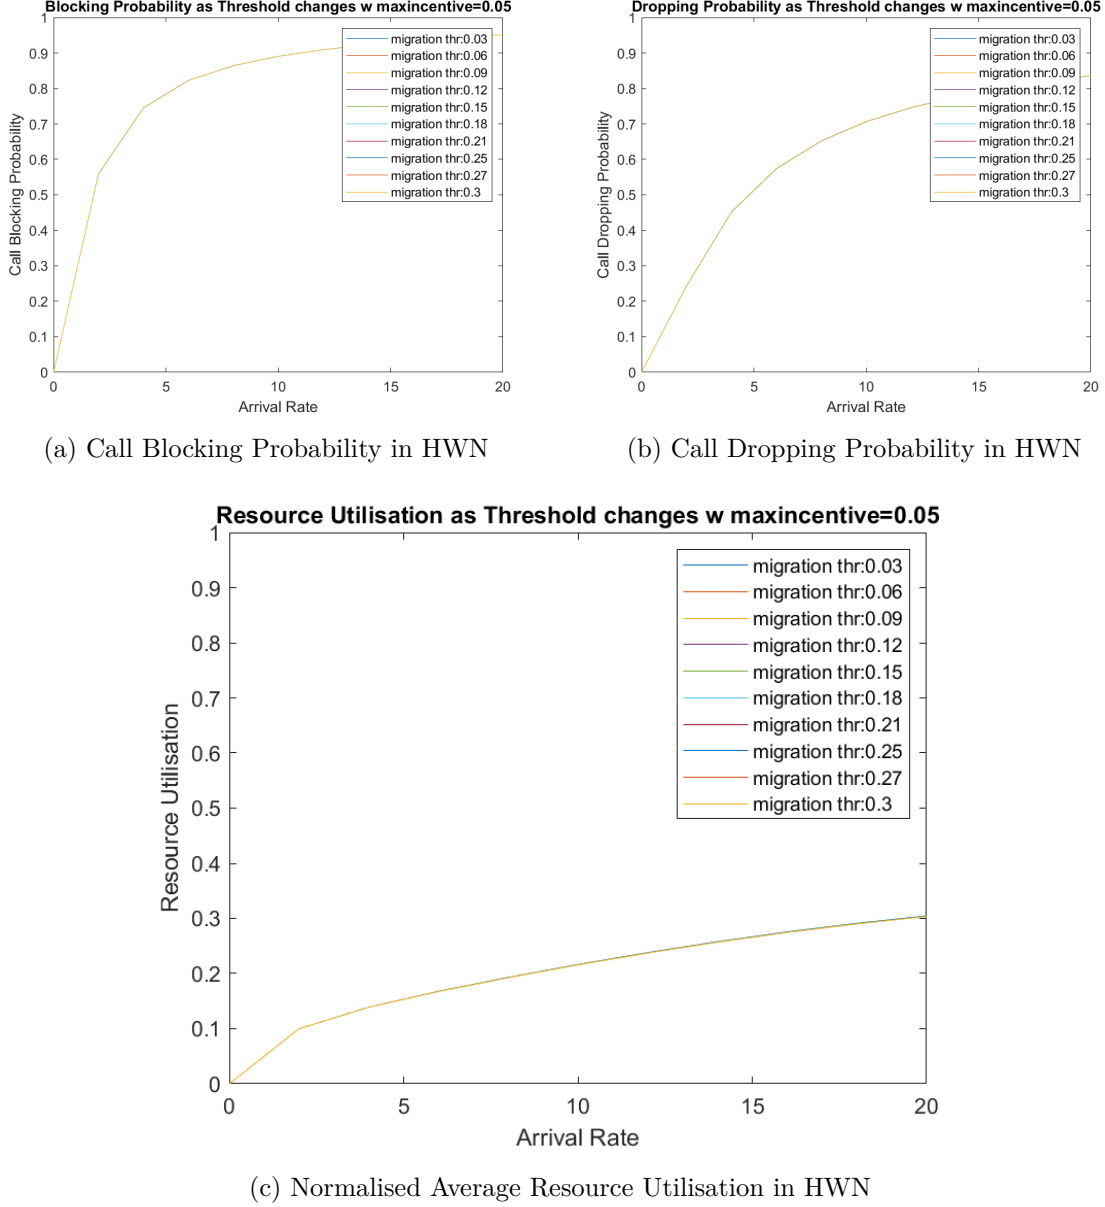 Blocking Probability as Threshold changes w maxincentive=0.05
1
0.9
0.8
0.7
0.6
0.5
0.4
0.3
0.2
0.1
0
Call Blocking Probability
0 5 10 15 20
Arrival Rate
migration thr:0.03
migration thr:0.06
migration thr:0.09
migration thr:0.12
migration thr:0.15
migration thr:0.18
migration thr:0.21
migration thr:0.25
migration thr:0.27
migration thr:0.3
(a) Call Blocking Probability in HWN
Dropping Probability as Threshold changes w maxincentive=0.05
1
0.9
0.8
0.7
0.6
0.5
0.4
0.3
0.2
0.1
0
Call Dropping Probability
0 5 10 15 20
Arrival Rate
migration thr:0.03
migration thr:0.06
migration thr:0.09
migration thr:0.12
migration thr:0.15
migration thr:0.18
migration thr:0.21
migration thr:0.25
migration thr:0.27
migration thr:0.3
(b) Call Dropping Probability in HWN
Resource Utilisation as Threshold changes w maxincentive=0.05
1
0.9
0.8
0.7
0.6
0.5
0.4
0.3
0.2
0.1
0
Resource Utilisation
0 5 10 15 20
Arrival Rate
migration thr:0.03
migration thr:0.06
migration thr:0.09
migration thr:0.12
migration thr:0.15
migration thr:0.18
migration thr:0.21
migration thr:0.25
migration thr:0.27
migration thr:0.3
(c) Normalised Average Resource Utilisation in HWN